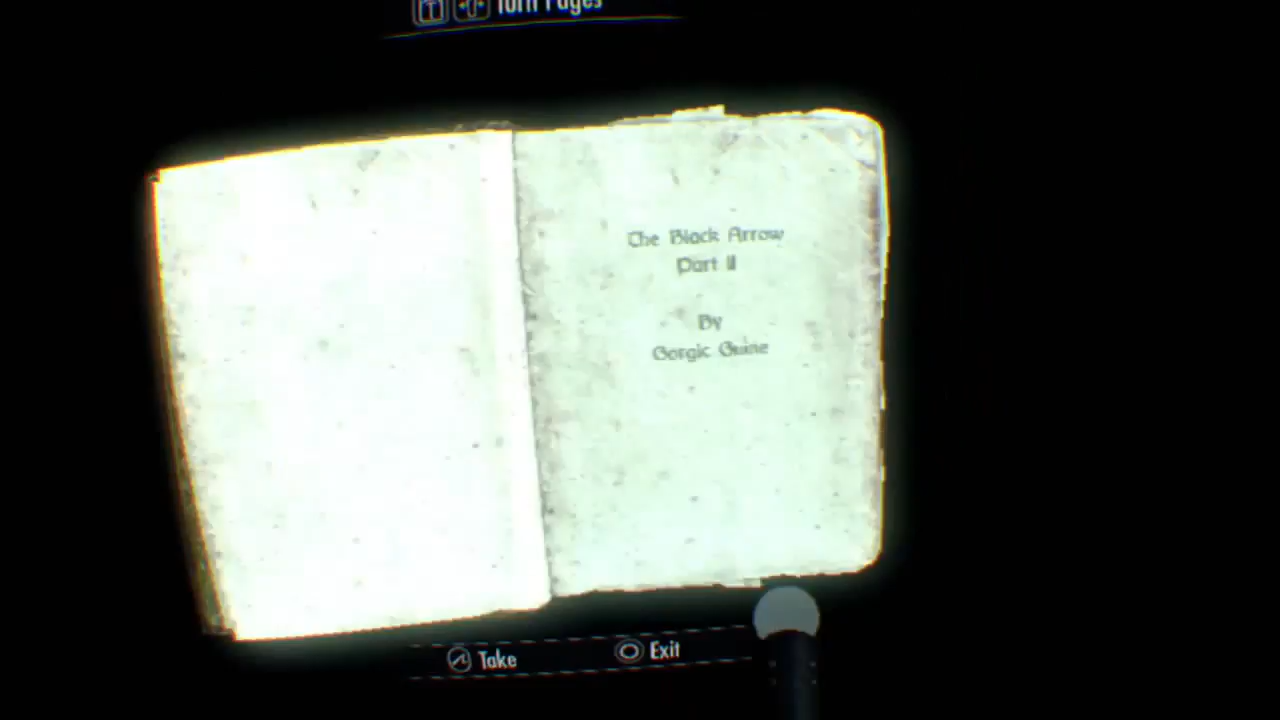 Turn Pages
The Black Arrow
Part II
By
Gorgic Guine
Take
Exit